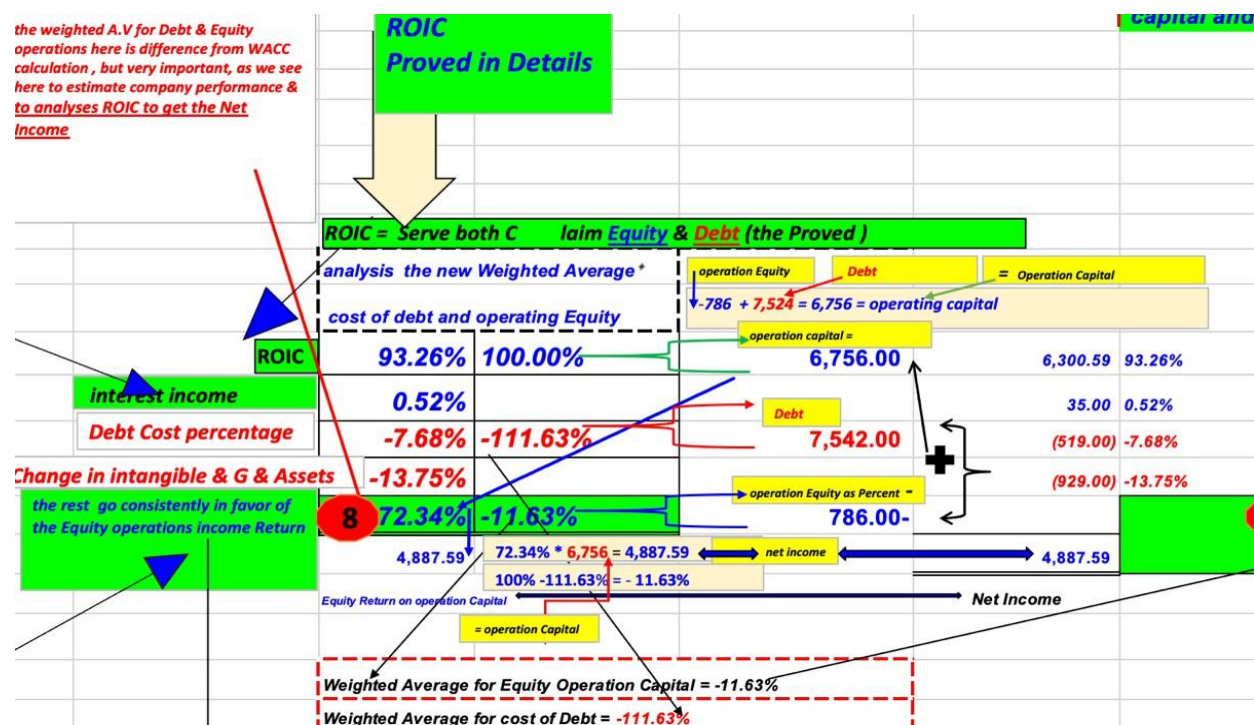 the weighted A.V for Debt & Equity
operations here is difference from WACC
calculation , but very important, as we see
here to estimate company performance &
to analyses ROIC to get the Net
Income
ROIC
Proved in Details
capital and
ROIC = Serve both C laim Equity & Debt (the Proved )
analysis the new Weighted Average*
cost of debt and operating Equity
operation Equity Debt = Operation Capital
-786 + 7,524 = 6,756 = operating capital
operation capital =
ROIC 93.26% 100.00% 6,756.00 6,300.59 93.26%
interest income 0.52% 35.00 0.52%
Debt
Debt Cost percentage -7.68% -111.63% 7,542.00 (519.00) -7.68%
Change in intangible & G & Assets -13.75% (929.00) -13.75%
operation Equity as Percent -
the rest go consistently in favor of
the Equity operations income Return
8 72.34% -11.63% 786.00-
4,887.59 72.34% * 6,756 = 4,887.59 net income 4,887.59
100% -111.63% = - 11.63%
Equity Return on operation Capital Net Income
= operation Capital
Weighted Average for Equity Operation Capital = -11.63%
Weighted Average for cost of Debt = -111.63%